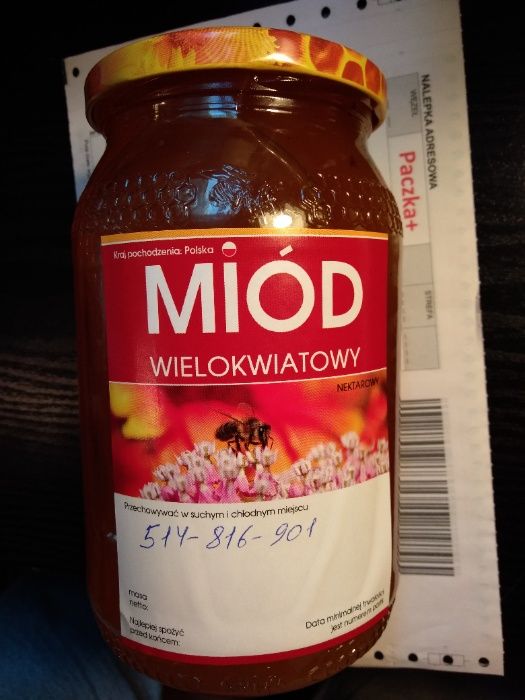 Kraj pochodzenia: Polska
MIÓD
WIELOKWIATOWY
NEKTAROWY
Przechowywać w suchym i chłodnym miejscu
514-816-901
masa
netto:
Najlepiej spożyć
przed końcem:
Data minimalnej trwałości
jest numerem partii
NALEPKA ADRESOWA
WĘZEŁ
Paczka+
STREFA